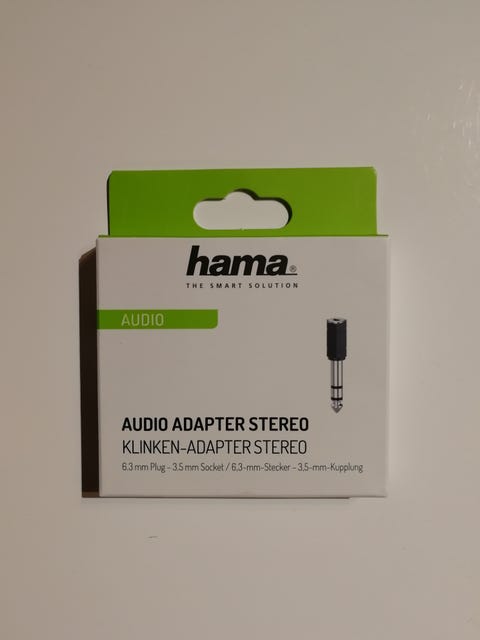 hama®
THE SMART SOLUTION
AUDIO
AUDIO ADAPTER STEREO
KLINKEN-ADAPTER STEREO
6.3 mm Plug - 3.5 mm Socket / 6,3-mm-Stecker - 3,5-mm-Kupplung